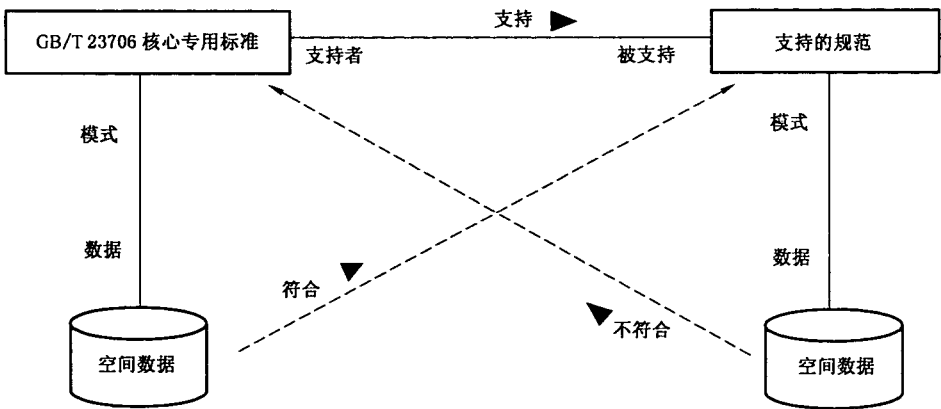 支持
GB/T 23706 核心专用标准
支持者
被支持
支持的规范
模式
模式
数据
数据
符合
不符合
空间数据
空间数据